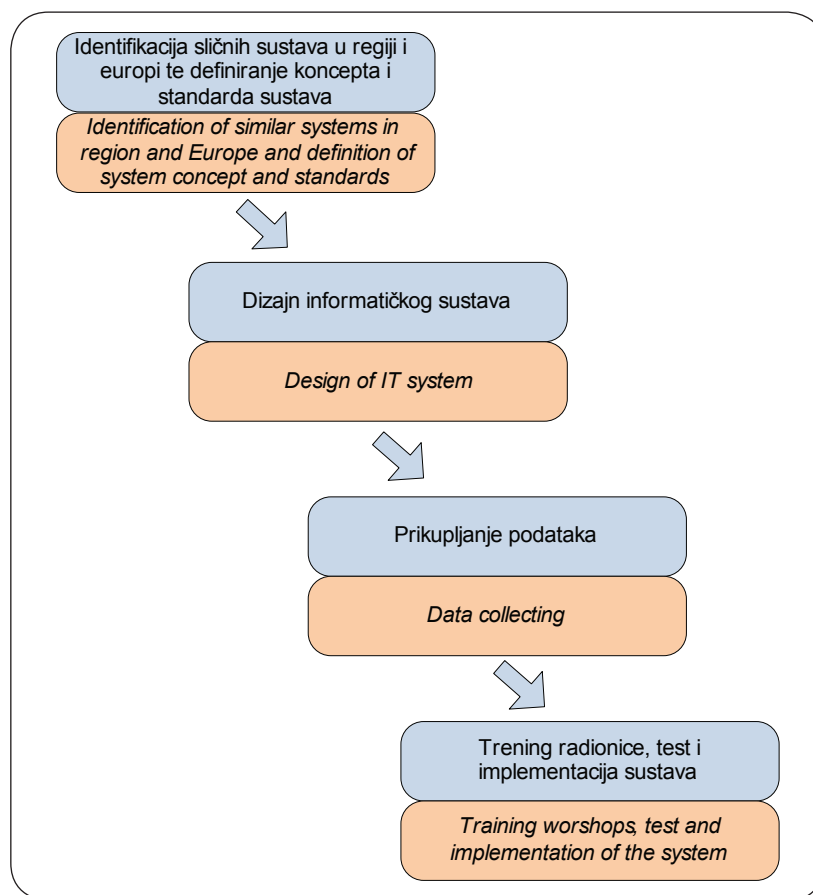 Identifikacija sličnih sustava u regiji i
europi te definiranje koncepta i
standarda sustava
Identification of similar systems in
region and Europe and definition of
system concept and standards
Dizajn informatičkog sustava
Design of IT system
Prikupljanje podataka
Data collecting
Trening radionice, test i
implementacija sustava
Training worshops, test and
implementation of the system